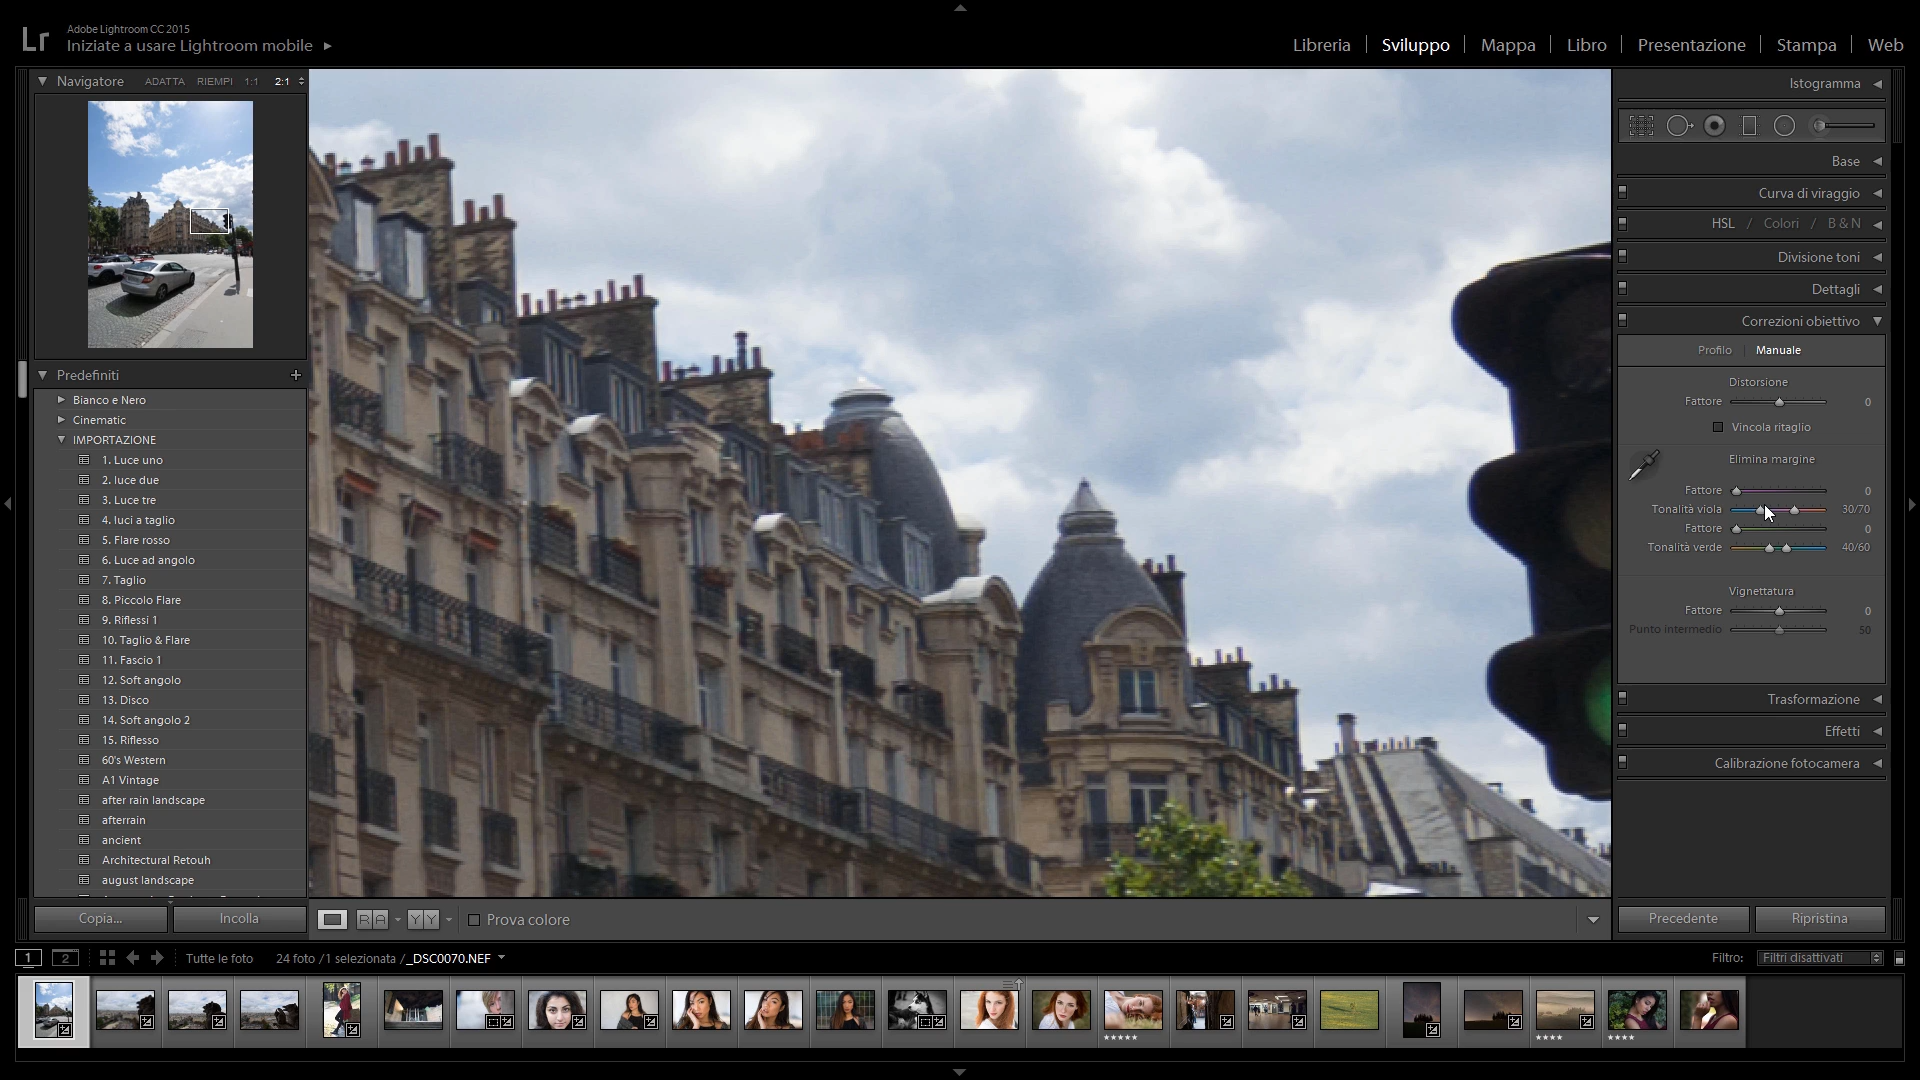 Lr
Adobe Lightroom CC 2015
Iniziate a usare Lightroom mobile
Libreria | Sviluppo | Mappa | Libro | Presentazione | Stampa | Web
Navigatore ADATTA RIEMPI 1:1 2:1
Predefiniti +
Bianco e Nero
Cinematic
IMPORTAZIONE
1. Luce uno
2. luce due
3. Luce tre
4. luci a taglio
5. Flare rosso
6. Luce ad angolo
7. Taglio
8. Piccolo Flare
9. Riflessi 1
10. Taglio & Flare
11. Fascio 1
12. Soft angolo
13. Disco
14. Soft angolo 2
15. Riflesso
60's Western
A1 Vintage
after rain landscape
afterrain
ancient
Architectural Retouh
august landscape
Copia... Incolla
R A Y Y Prova colore
Istogramma
Base
Curva di viraggio
HSL / Colori / B & N
Divisione toni
Dettagli
Correzioni obiettivo
Profilo | Manuale
Distorsione
Fattore 0
Vincola ritaglio
Elimina margine
Fattore 0
Tonalità viola 30/70
Fattore 0
Tonalità verde 40/60
Vignettatura
Fattore 0
Punto intermedio 50
Trasformazione
Effetti
Calibrazione fotocamera
Precedente Ripristina
1 2 Tutte le foto 24 foto /1 selezionata /_DSC0070.NEF Filtro: Filtri disattivati